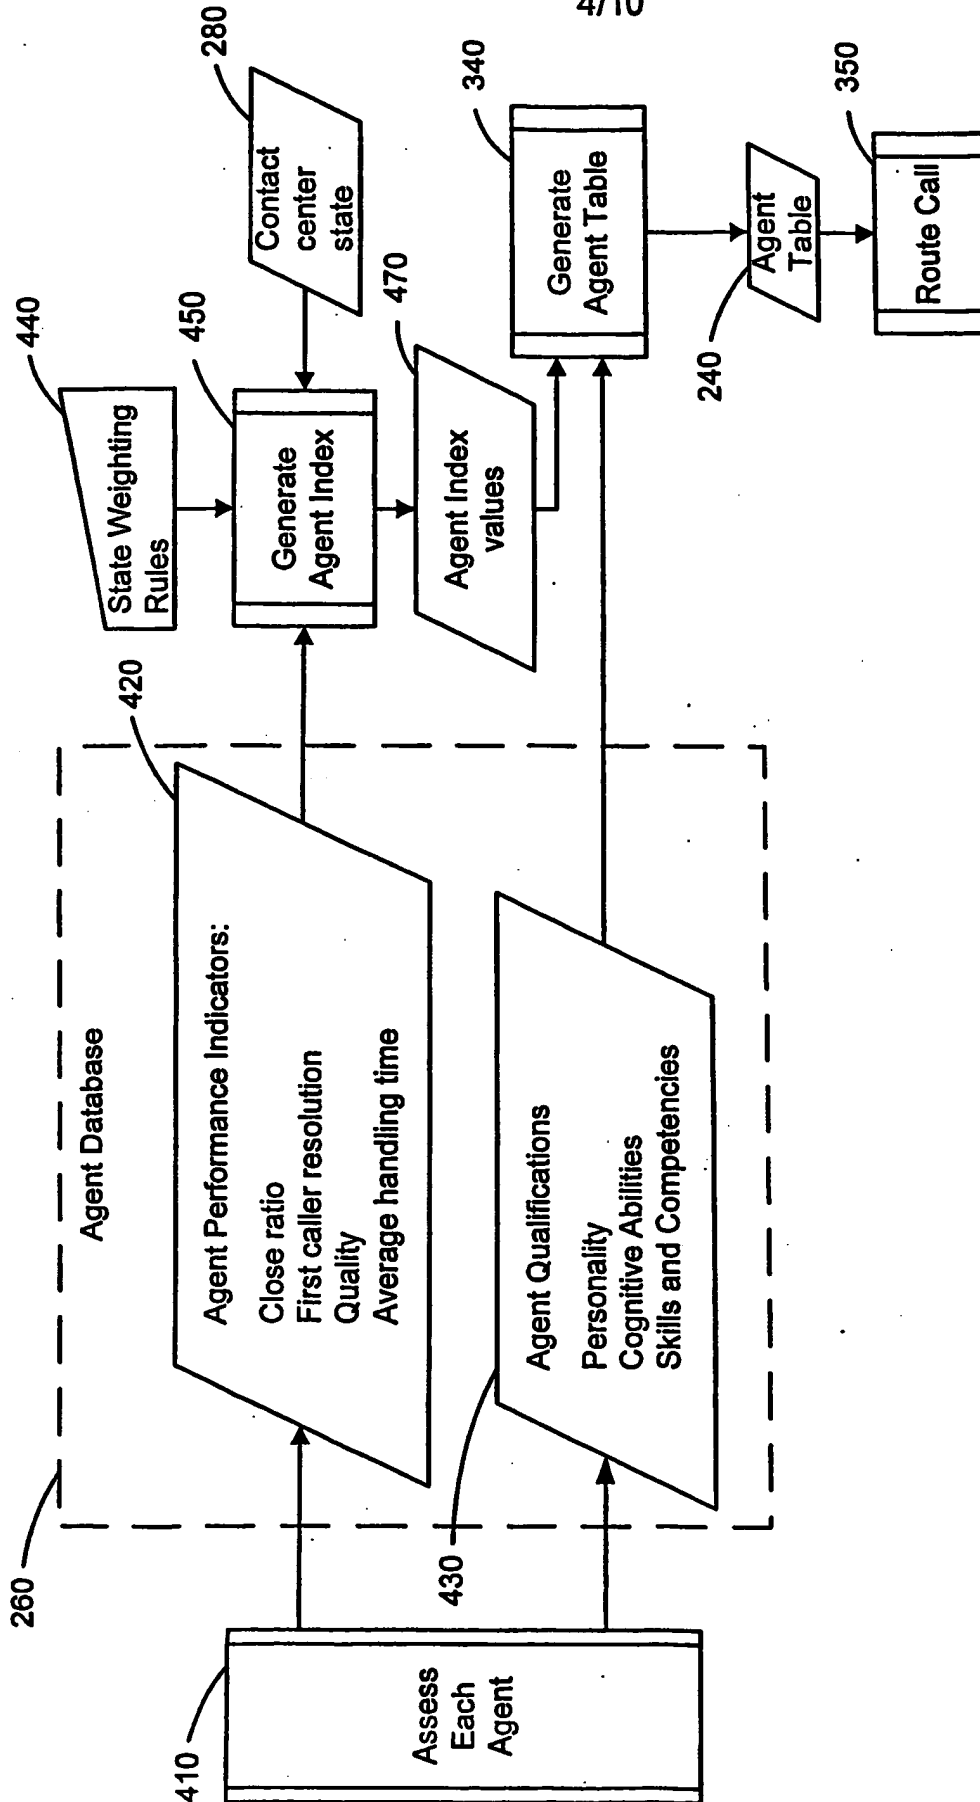 4/10
260
Agent Database
410
Assess
Each
Agent
420
Agent Performance Indicators:
Close ratio
First caller resolution
Quality
Average handling time
430
Agent Qualifications
Personality
Cognitive Abilities
Skills and Competencies
440
State Weighting
Rules
450
Generate
Agent Index
280
Contact
center
state
470
Agent Index
values
340
Generate
Agent Table
240
Agent
Table
350
Route Call